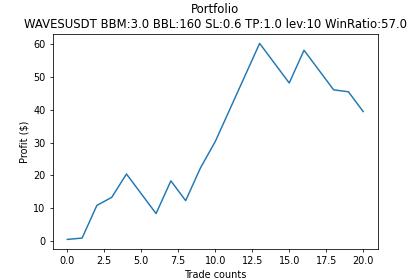 Portfolio
WAVESUSDT BBM:3.0 BBL:160 SL:0.6 TP:1.0 lev:10 WinRatio:57.0
60
50
40
30
20
10
0
Profit ($)
0.0 2.5 5.0 7.5 10.0 12.5 15.0 17.5 20.0
Trade counts